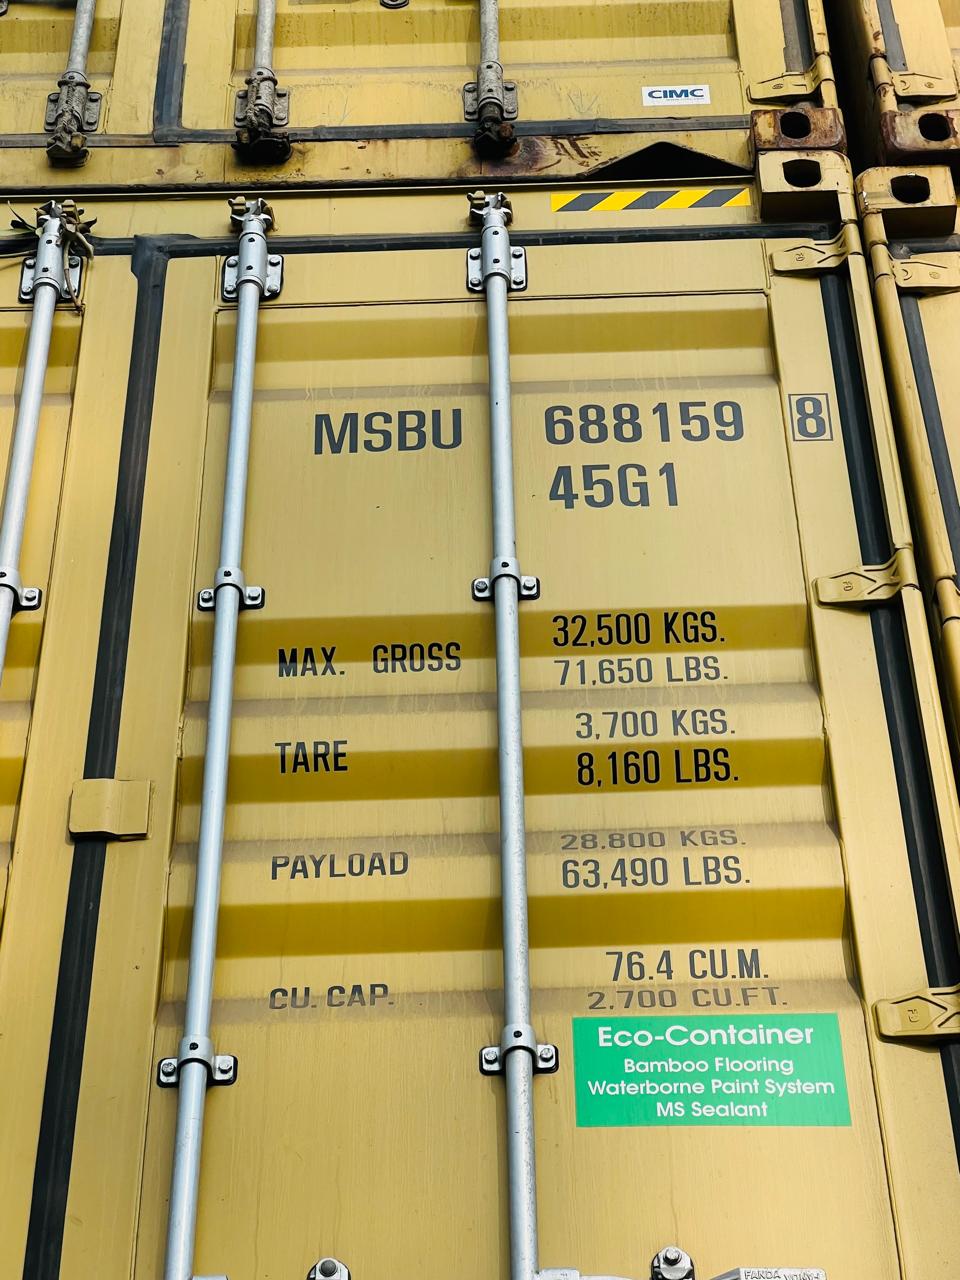 CIMC
MSBU 688159 8
45G1
MAX. GROSS 32,500 KGS.
71,650 LBS.
TARE 3,700 KGS.
8,160 LBS.
PAYLOAD 28,800 KGS.
63,490 LBS.
CU. CAP. 76.4 CU.M.
2,700 CU.FT.
Eco-Container
Bamboo Flooring
Waterborne Paint System
MS Sealant